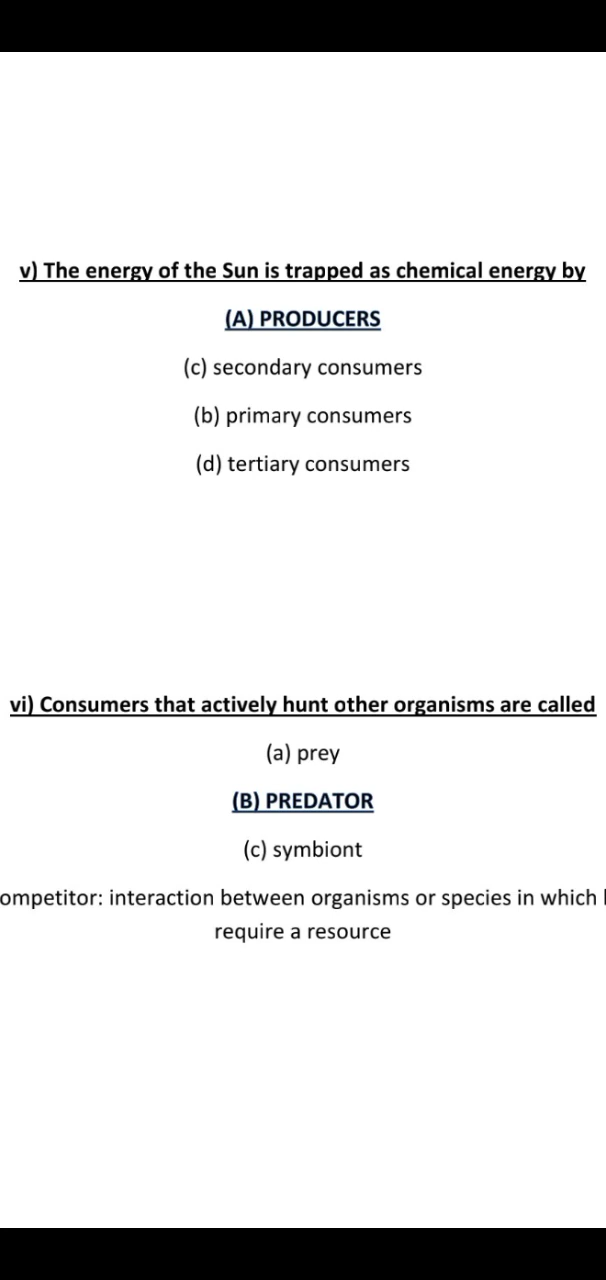 v) The energy of the Sun is trapped as chemical energy by
(A) PRODUCERS
(c) secondary consumers
(b) primary consumers
(d) tertiary consumers
vi) Consumers that actively hunt other organisms are called
(a) prey
(B) PREDATOR
(c) symbiont
ompetitor: interaction between organisms or species in which
require a resource